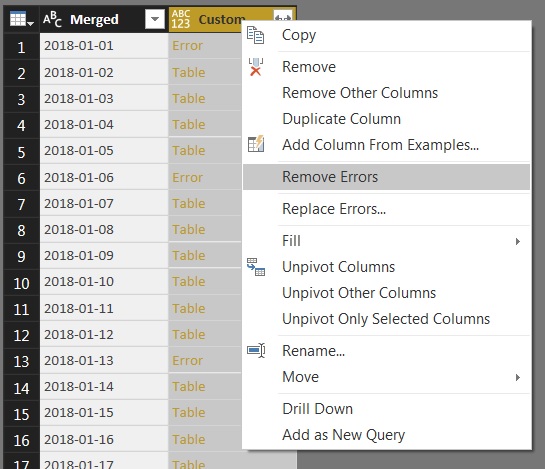 ABC Merged ABC 123 Custom
1 2018-01-01 Error
2 2018-01-02 Table
3 2018-01-03 Table
4 2018-01-04 Table
5 2018-01-05 Table
6 2018-01-06 Error
7 2018-01-07 Table
8 2018-01-08 Table
9 2018-01-09 Table
10 2018-01-10 Table
11 2018-01-11 Table
12 2018-01-12 Table
13 2018-01-13 Error
14 2018-01-14 Table
15 2018-01-15 Table
16 2018-01-16 Table
17 2018-01-17 Table
Copy
Remove
Remove Other Columns
Duplicate Column
Add Column From Examples...
Remove Errors
Replace Errors...
Fill
Unpivot Columns
Unpivot Other Columns
Unpivot Only Selected Columns
Rename...
Move
Drill Down
Add as New Query